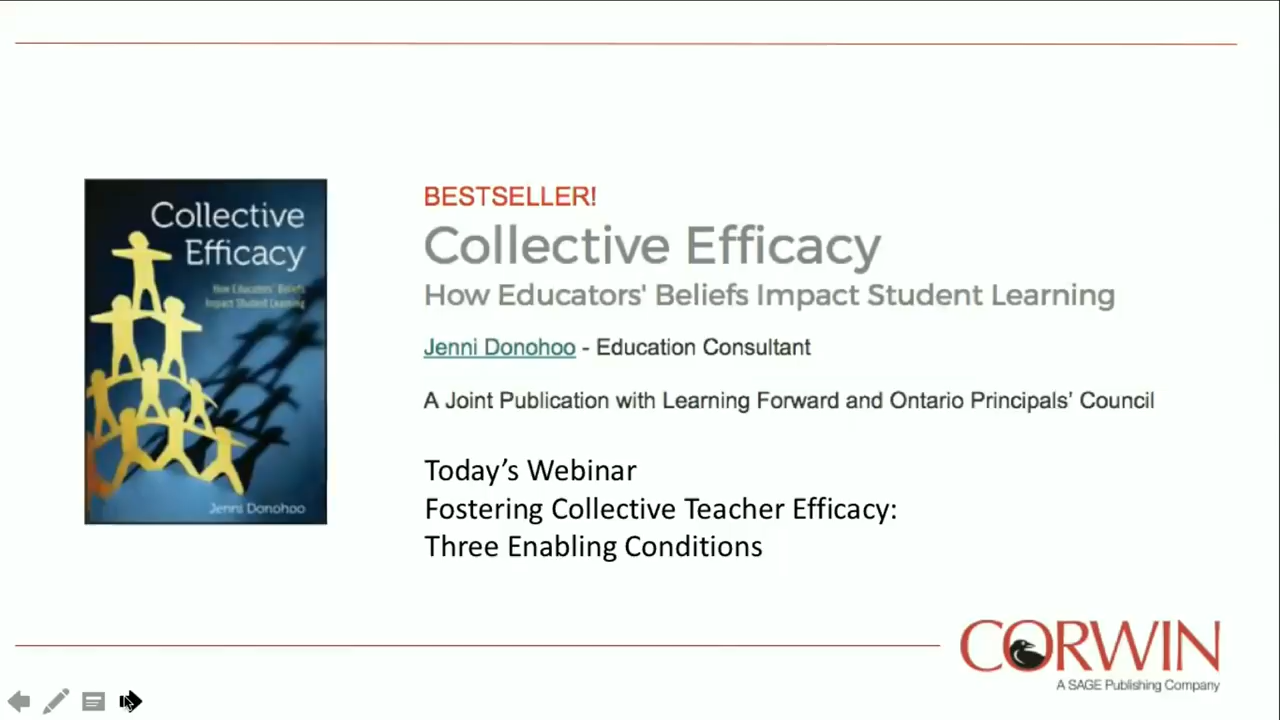 Collective
Efficacy
How Educators' Beliefs
Impact Student Learning
Jenni Donohoo
BESTSELLER!
Collective Efficacy
How Educators' Beliefs Impact Student Learning
Jenni Donohoo - Education Consultant
A Joint Publication with Learning Forward and Ontario Principals’ Council
Today’s Webinar
Fostering Collective Teacher Efficacy:
Three Enabling Conditions
CORWIN
A SAGE Publishing Company